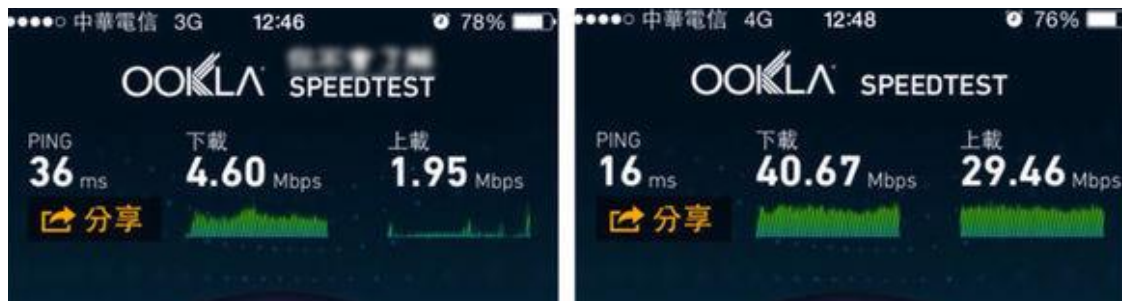 中華電信 3G 12:46 78%
OOKLA SPEEDTEST
PING 下載 上載
36 ms 4.60 Mbps 1.95 Mbps
分享
中華電信 4G 12:48 76%
OOKLA SPEEDTEST
PING 下載 上載
16 ms 40.67 Mbps 29.46 Mbps
分享